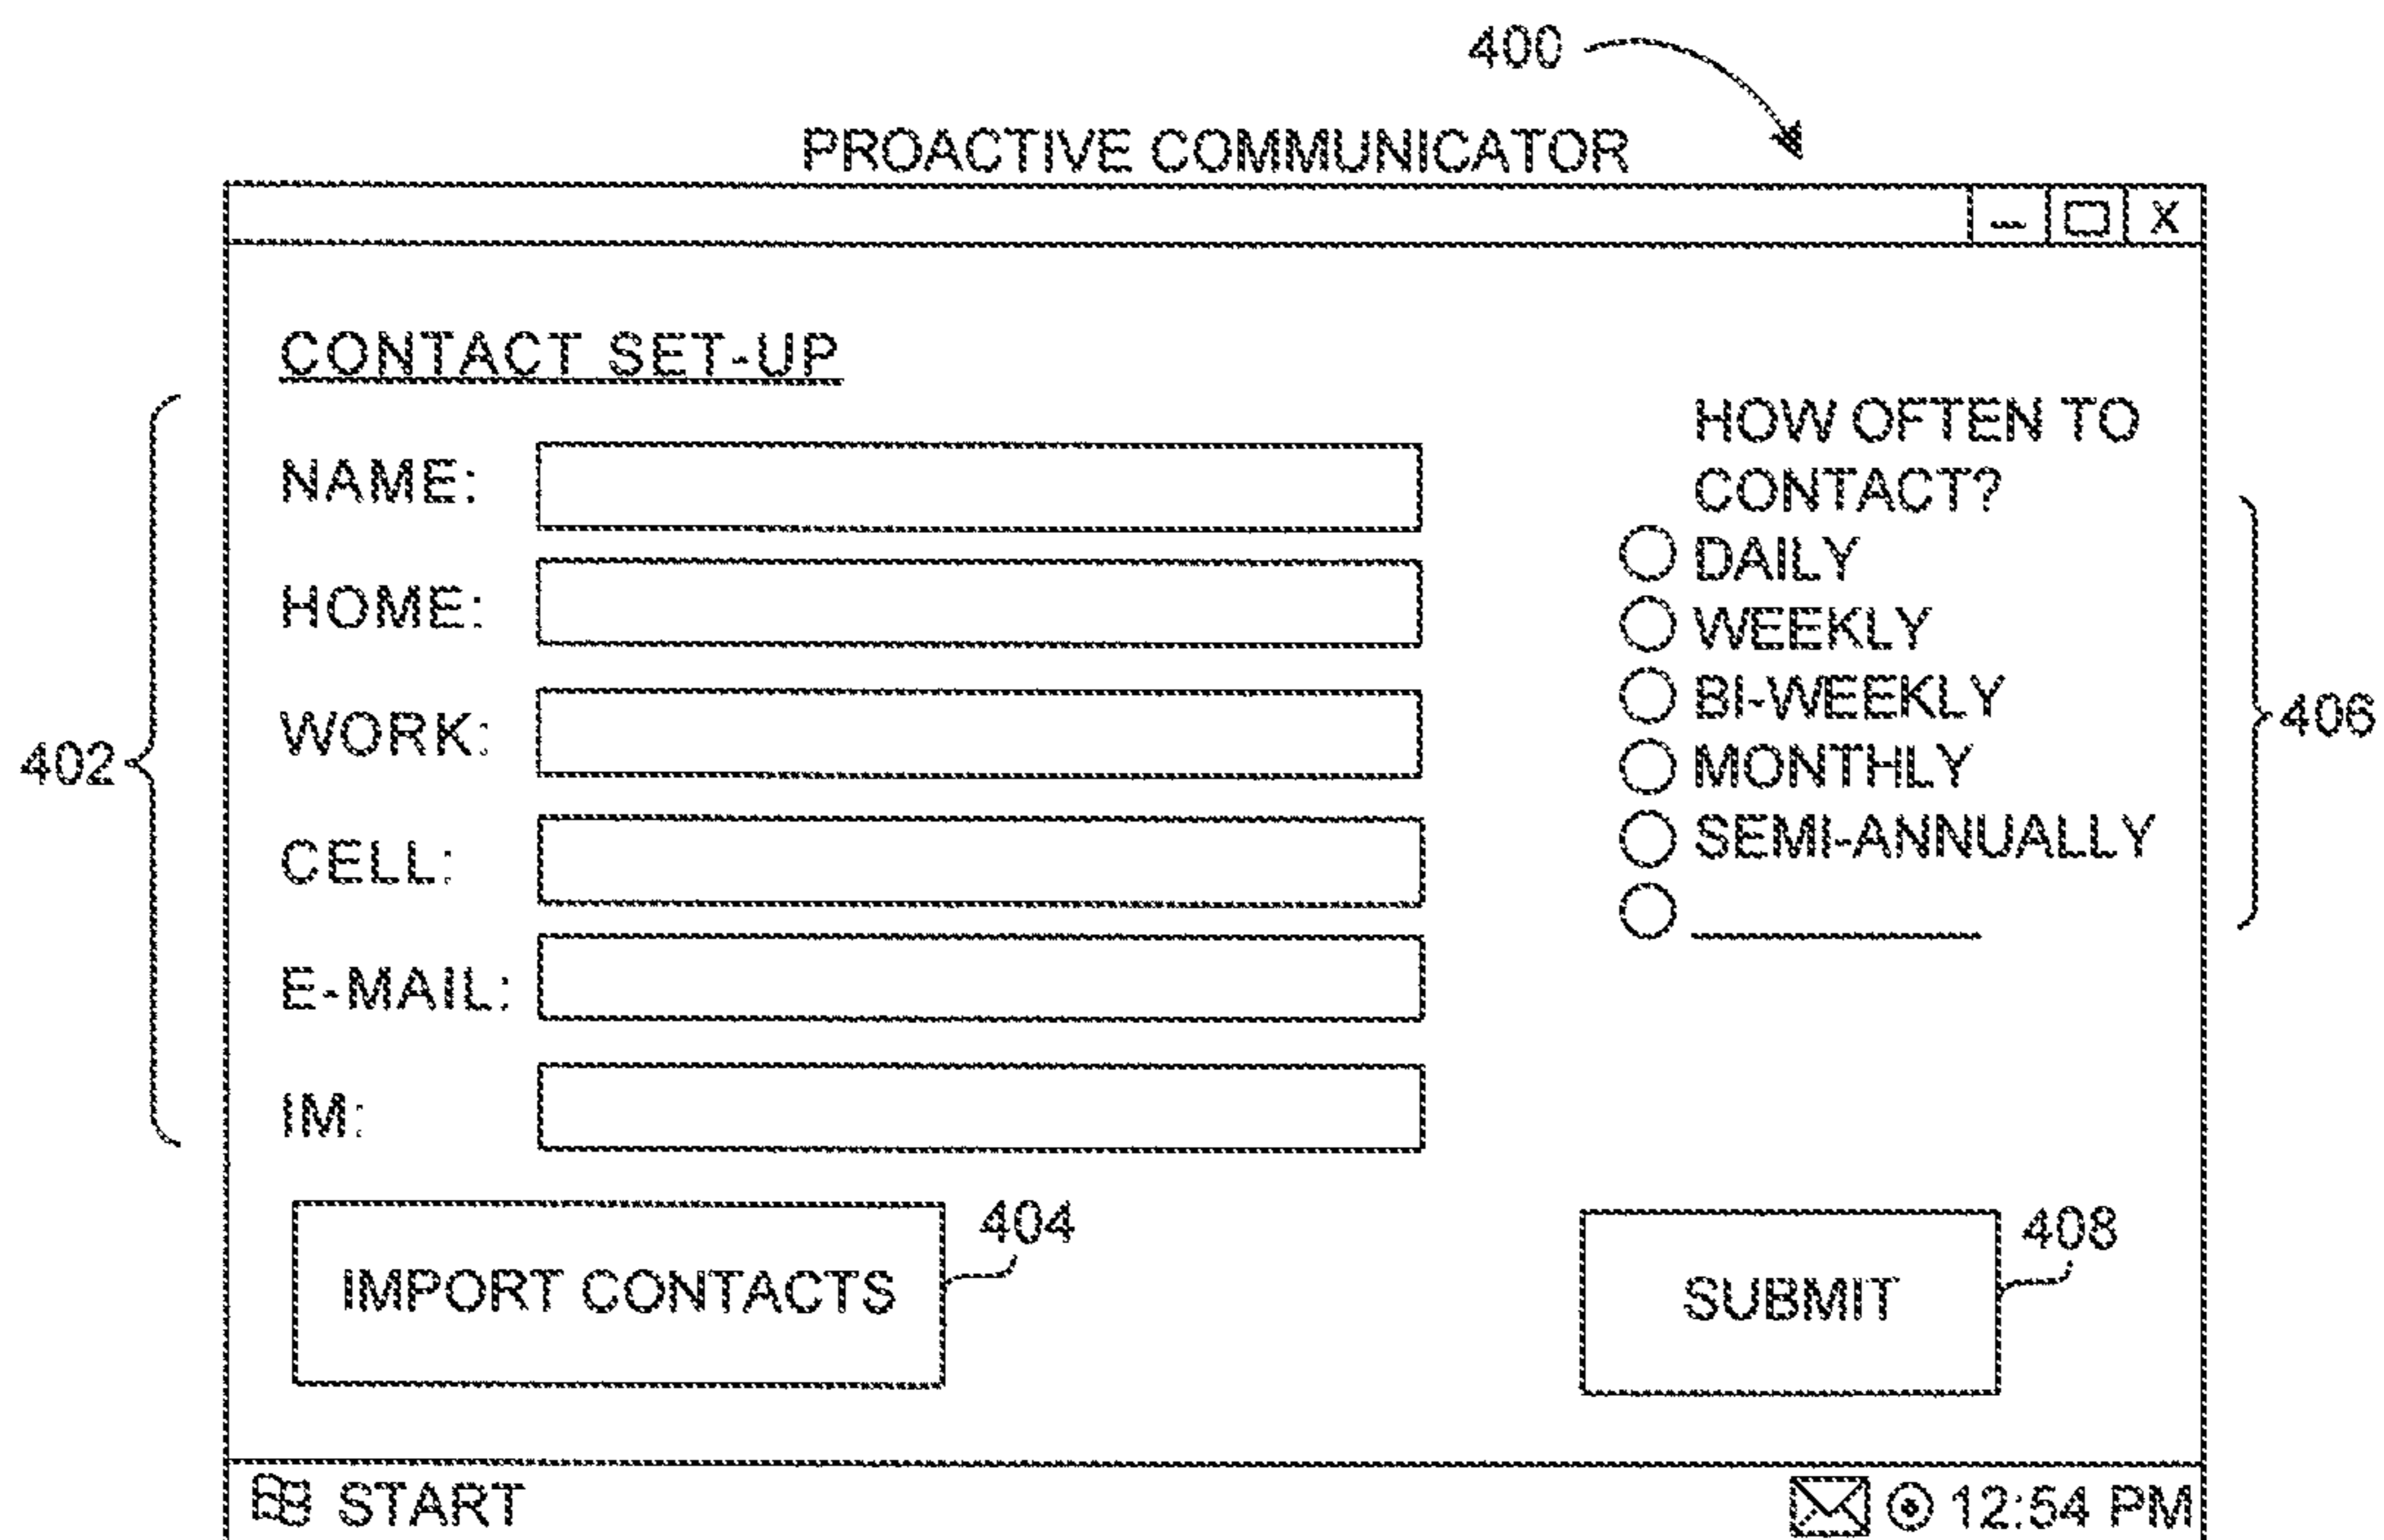 400
PROACTIVE COMMUNICATOR
X
CONTACT SET-UP
402
NAME:
HOME:
WORK:
CELL:
E-MAIL:
IM:
HOW OFTEN TO
CONTACT?
DAILY
WEEKLY
BI-WEEKLY
MONTHLY
SEMI-ANNUALLY
406
IMPORT CONTACTS
404
SUBMIT
408
START
12:54 PM